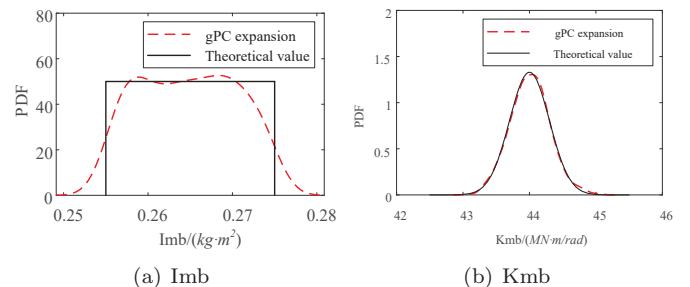 80
60
40
20
0
PDF
gPC expansion
Theoretical value
0.25 0.26 0.27 0.28
Imb/(kg·m²)
(a) Imb
2
1.5
1
0.5
0
PDF
gPC expansion
Theoretical value
42 43 44 45 46
Kmb/(MN·m/rad)
(b) Kmb